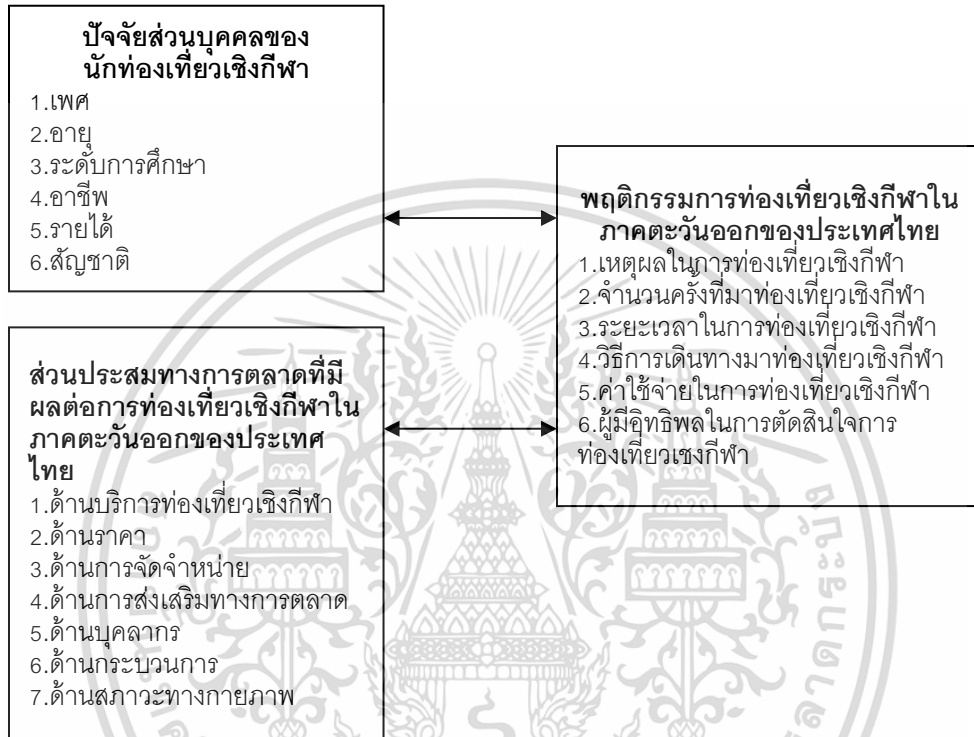 ปัจจัยส่วนบุคคลของ
นักท่องเที่ยวเชิงกีฬา
1.เพศ
2.อายุ
3.ระดับการศึกษา
4.อาชีพ
5.รายได้
6.สัญชาติ
พฤติกรรมการท่องเที่ยวเชิงกีฬาใน
ภาคตะวันออกของประเทศไทย
1.เหตุผลในการท่องเที่ยวเชิงกีฬา
2.จำนวนครั้งที่มาท่องเที่ยวเชิงกีฬา
3.ระยะเวลาในการท่องเที่ยวเชิงกีฬา
4.วิธีการเดินทางมาท่องเที่ยวเชิงกีฬา
5.ค่าใช้จ่ายในการท่องเที่ยวเชิงกีฬา
6.ผู้มีอิทธิพลในการตัดสินใจการ
ท่องเที่ยวเชงกีฬา
ส่วนประสมทางการตลาดที่มี
ผลต่อการท่องเที่ยวเชิงกีฬาใน
ภาคตะวันออกของประเทศ
ไทย
1.ด้านบริการท่องเที่ยวเชิงกีฬา
2.ด้านราคา
3.ด้านการจัดจำหน่าย
4.ด้านการส่งเสริมทางการตลาด
5.ด้านบุคลากร
6.ด้านกระบวนการ
7.ด้านสภาวะทางกายภาพ